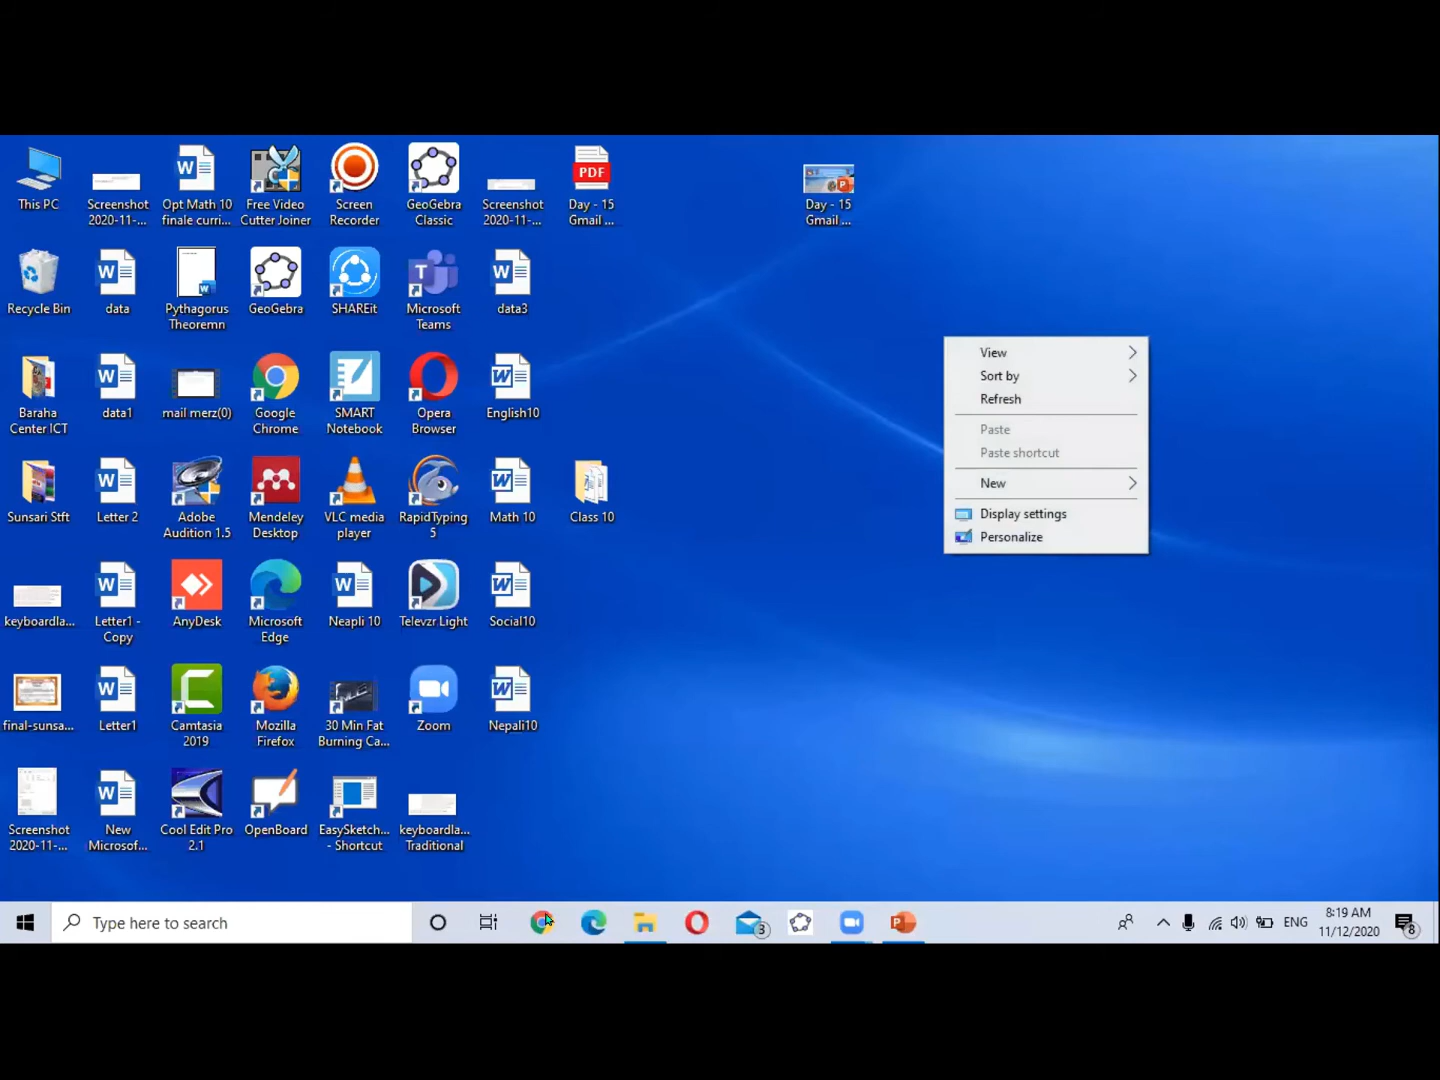 This PC
Screenshot
2020-11-...
Opt Math 10
finale curri...
Free Video
Cutter Joiner
Screen
Recorder
GeoGebra
Classic
Screenshot
2020-11-...
PDF
Day - 15
Gmail ...
Day - 15
Gmail ...
Recycle Bin
data
Pythagorus
Theoremn
GeoGebra
SHAREit
Microsoft
Teams
data3
Baraha
Center ICT
data1
mail merz(0)
Google
Chrome
SMART
Notebook
Opera
Browser
English10
Sunsari Stft
Letter 2
Adobe
Audition 1.5
Mendeley
Desktop
VLC media
player
RapidTyping
5
Math 10
Class 10
keyboardla...
Letter1 -
Copy
AnyDesk
Microsoft
Edge
Neapli 10
Televzr.Light
Social10
final-sunsa...
Letter1
Camtasia
2019
Mozilla
Firefox
30 Min Fat
Burning Ca...
Zoom
Nepali10
Screenshot
2020-11-...
New
Microsof...
Cool Edit Pro
2.1
OpenBoard
EasySketch...
- Shortcut
keyboardla...
Traditional
View
Sort by
Refresh
Paste
Paste shortcut
New
Display settings
Personalize
Type here to search
3
ENG
8:19 AM
11/12/2020
8